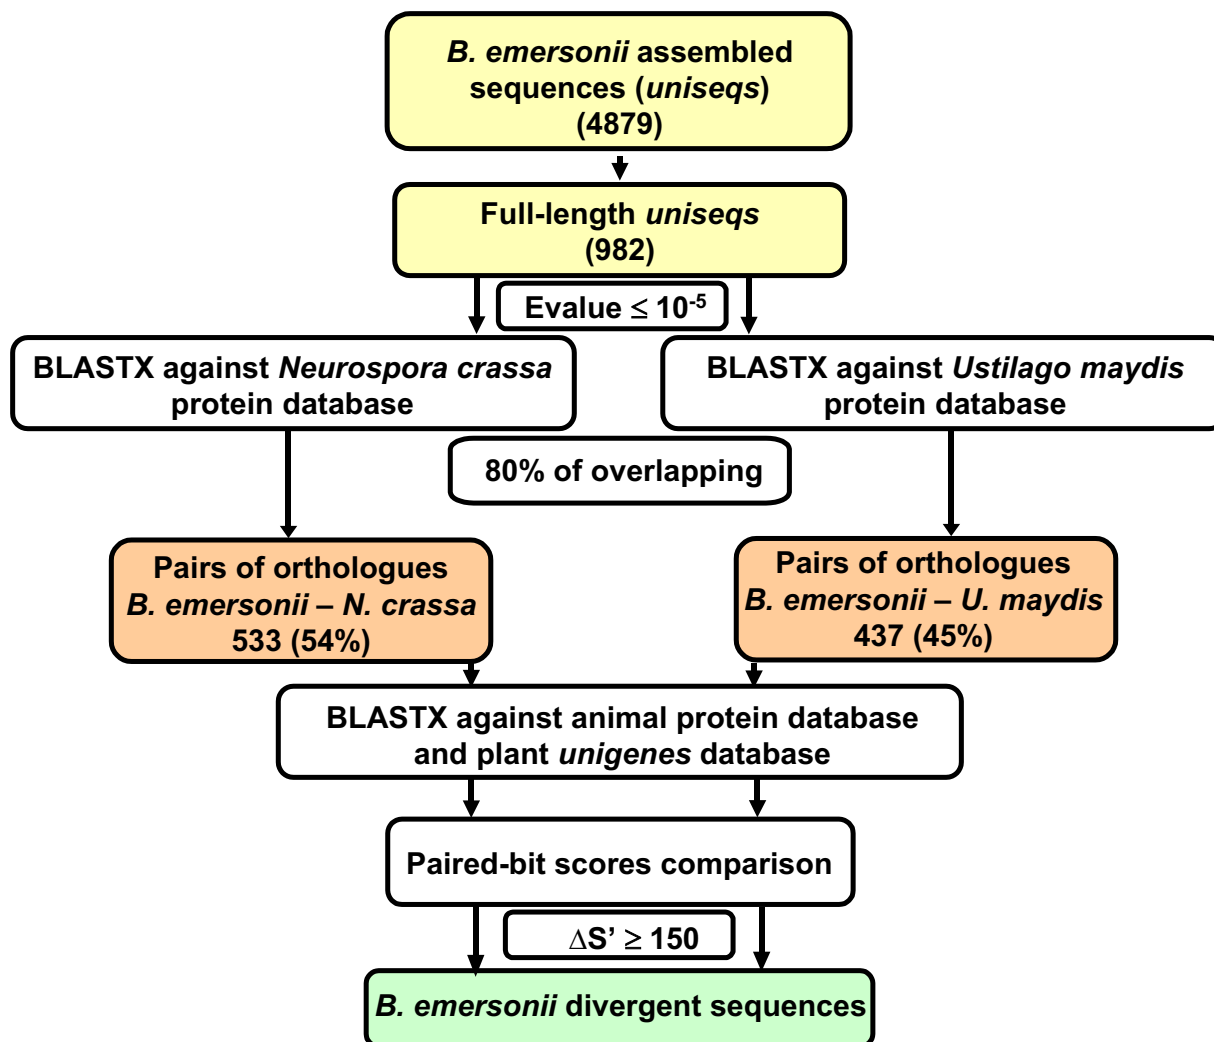 B. emersonii assembled
sequences (uniseqs)
(4879)
Full-length uniseqs
(982)
Evalue ≤ 10⁻⁵
BLASTX against Neurospora crassa
protein database
BLASTX against Ustilago maydis
protein database
80% of overlapping
Pairs of orthologues
B. emersonii – N. crassa
533 (54%)
Pairs of orthologues
B. emersonii – U. maydis
437 (45%)
BLASTX against animal protein database
and plant unigenes database
Paired-bit scores comparison
ΔS’ ≥ 150
B. emersonii divergent sequences